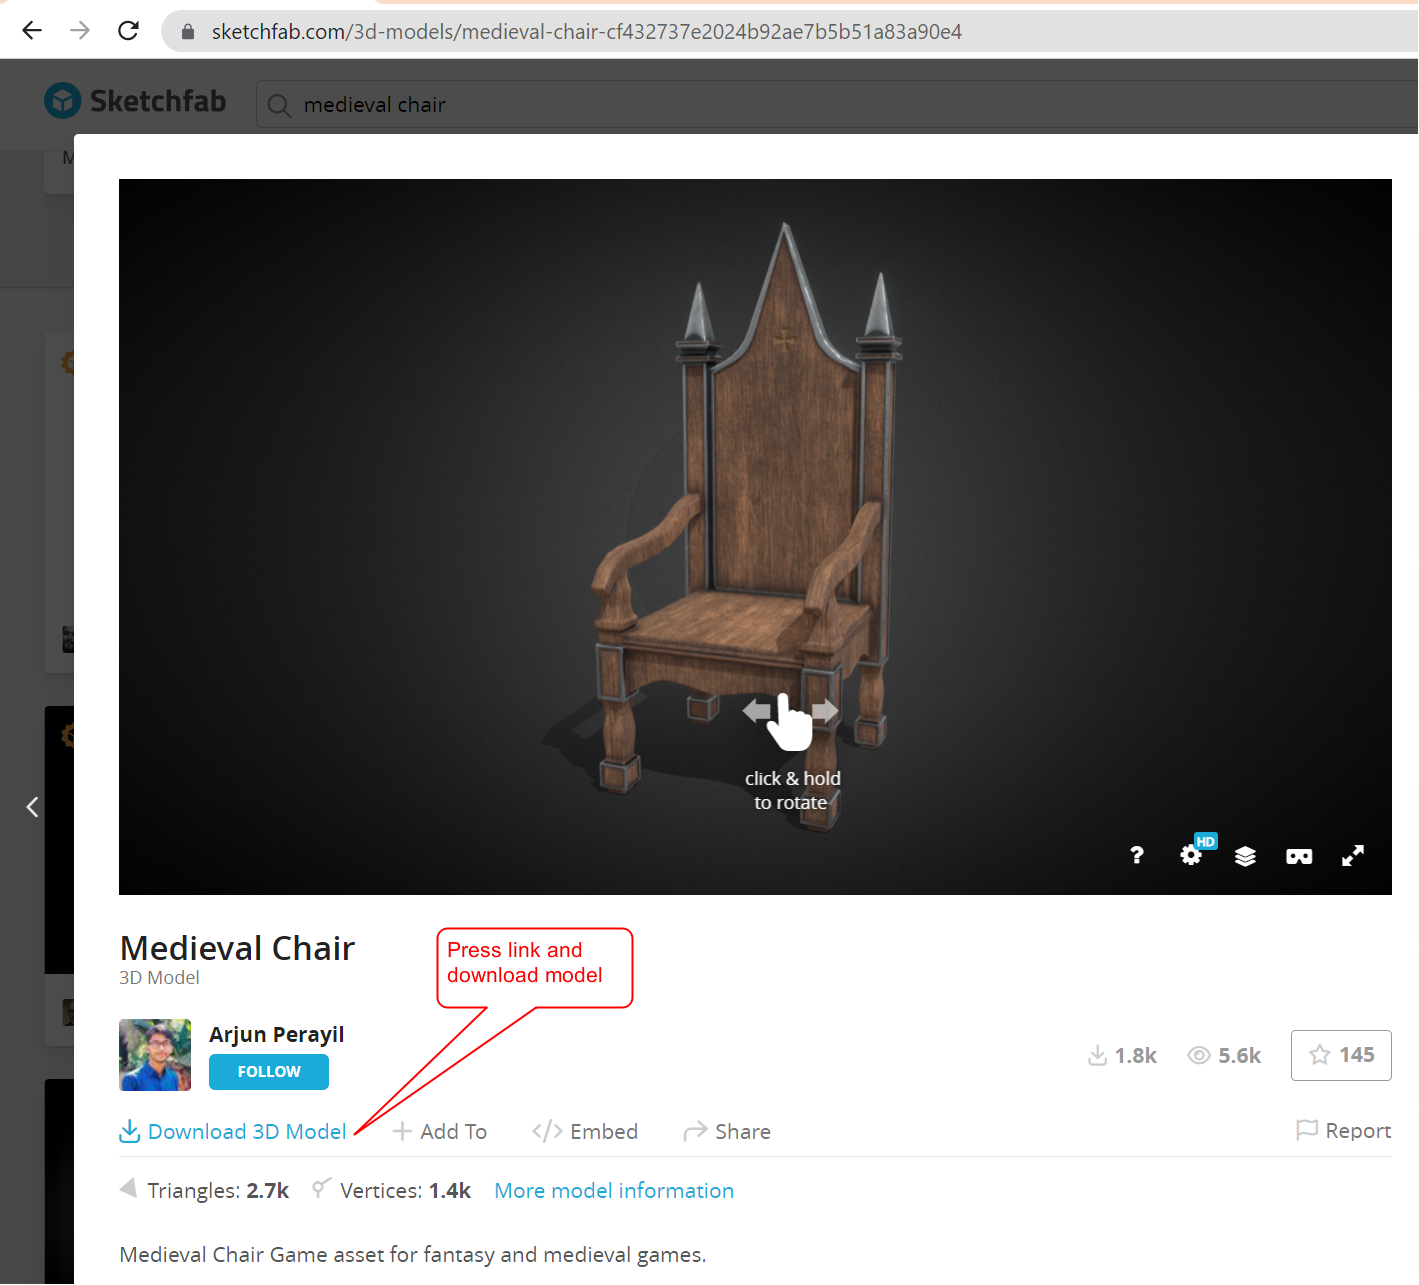 sketchfab.com/3d-models/medieval-chair-cf432737e2024b92ae7b5b51a83a90e4
Sketchfab
medieval chair
M
click & hold
to rotate
?
HD
Medieval Chair
3D Model
Press link and
download model
Arjun Perayil
FOLLOW
1.8k
5.6k
145
Download 3D Model
Add To
</> Embed
Share
Report
Triangles: 2.7k
Vertices: 1.4k
More model information
Medieval Chair Game asset for fantasy and medieval games.